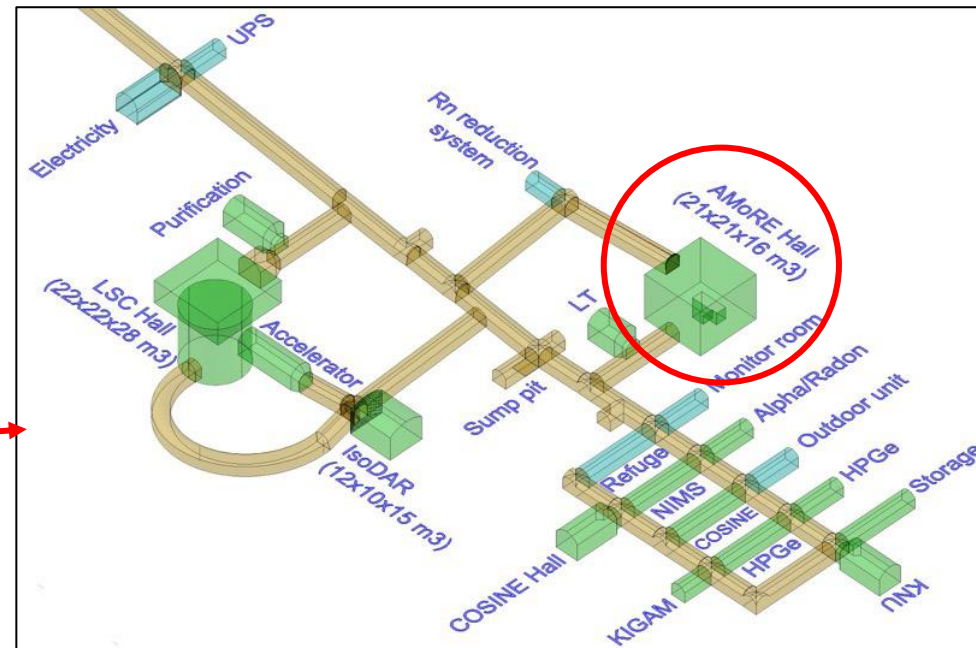 UPS
Electricity
Rn reduction
system
Purification
AMoRE Hall
(21x21x16 m3)
LSC Hall
(22x22x28 m3)
Accelerator
LT
Monitor room
Sump pit
Alpha/Radon
Outdoor unit
IsoDAR
(12x10x15 m3)
Refuge
NIMS
COSINE
HPGe
HPGe
Storage
COSINE Hall
KIGAM
KNU